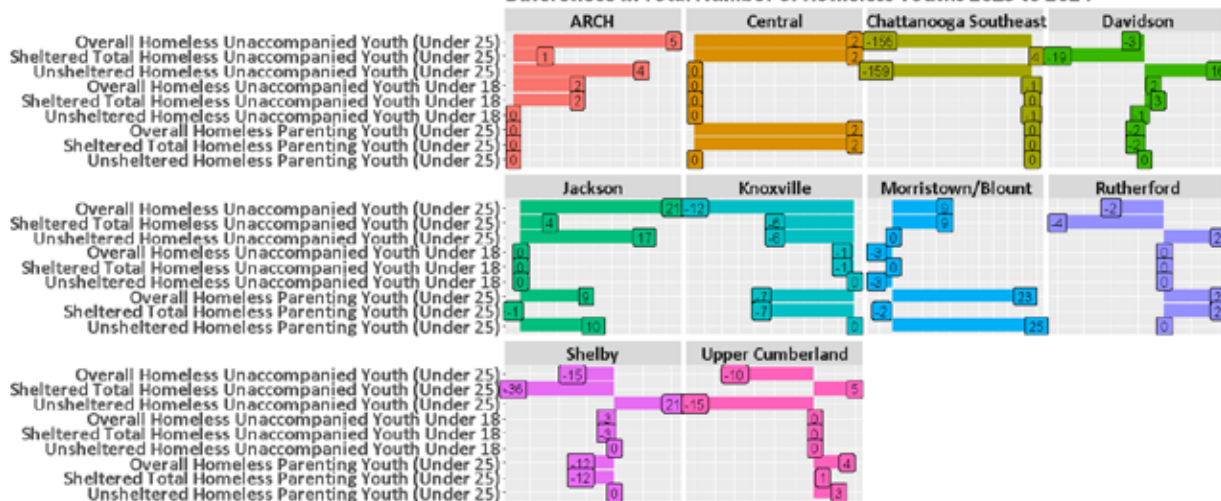 Differences in Total Number of Homeless Youths 2023 to 2024
ARCH
Central
Chattanooga Southeast
Davidson
Overall Homeless Unaccompanied Youth (Under 25)
5
2
-155
-3
Sheltered Total Homeless Unaccompanied Youth (Under 25)
1
2
4
-19
Unsheltered Homeless Unaccompanied Youth (Under 25)
4
0
-159
16
Overall Homeless Unaccompanied Youth Under 18
2
0
2
Sheltered Total Homeless Unaccompanied Youth Under 18
2
0
0
3
Unsheltered Homeless Unaccompanied Youth Under 18
0
0
Overall Homeless Parenting Youth (Under 25)
0
2
0
-2
Sheltered Total Homeless Parenting Youth (Under 25)
0
2
0
-2
Unsheltered Homeless Parenting Youth (Under 25)
0
0
0
0
Jackson
Knoxville
Morristown/Blount
Rutherford
Overall Homeless Unaccompanied Youth (Under 25)
21
-12
9
-2
Sheltered Total Homeless Unaccompanied Youth (Under 25)
4
-6
9
-4
Unsheltered Homeless Unaccompanied Youth (Under 25)
17
-6
0
2
Overall Homeless Unaccompanied Youth Under 18
0
-1
-3
0
Sheltered Total Homeless Unaccompanied Youth Under 18
0
-1
0
0
Unsheltered Homeless Unaccompanied Youth Under 18
0
0
-3
0
Overall Homeless Parenting Youth (Under 25)
9
-7
23
2
Sheltered Total Homeless Parenting Youth (Under 25)
-1
-7
-2
2
Unsheltered Homeless Parenting Youth (Under 25)
10
0
25
0
Shelby
Upper Cumberland
Overall Homeless Unaccompanied Youth (Under 25)
-15
-10
Sheltered Total Homeless Unaccompanied Youth (Under 25)
-36
5
Unsheltered Homeless Unaccompanied Youth (Under 25)
21
-15
Overall Homeless Unaccompanied Youth Under 18
-3
0
Sheltered Total Homeless Unaccompanied Youth Under 18
-3
0
Unsheltered Homeless Unaccompanied Youth Under 18
0
0
Overall Homeless Parenting Youth (Under 25)
-12
4
Sheltered Total Homeless Parenting Youth (Under 25)
-12
1
Unsheltered Homeless Parenting Youth (Under 25)
0
3